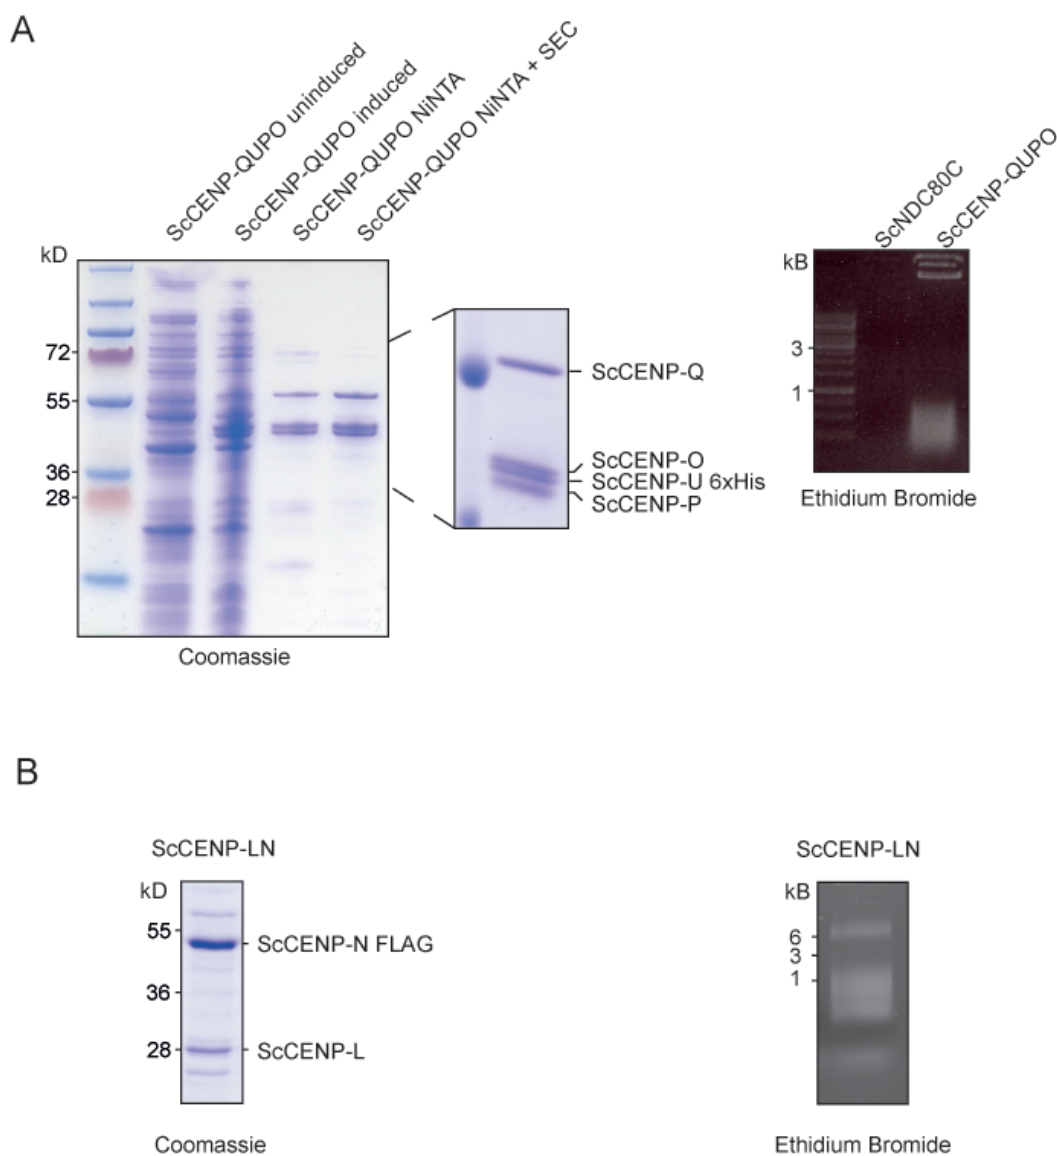 A
ScCENP-QUPO uninduced
ScCENP-QUPO induced
ScCENP-QUPO NiNTA
ScCENP-QUPO NiNTA + SEC
kD
72
55
36
28
Coomassie
ScCENP-Q
ScCENP-O
ScCENP-U 6xHis
ScCENP-P
ScNDC80C
ScCENP-QUPO
kB
3
1
Ethidium Bromide
B
ScCENP-LN
kD
55
36
28
ScCENP-N FLAG
ScCENP-L
Coomassie
ScCENP-LN
kB
6
3
1
Ethidium Bromide